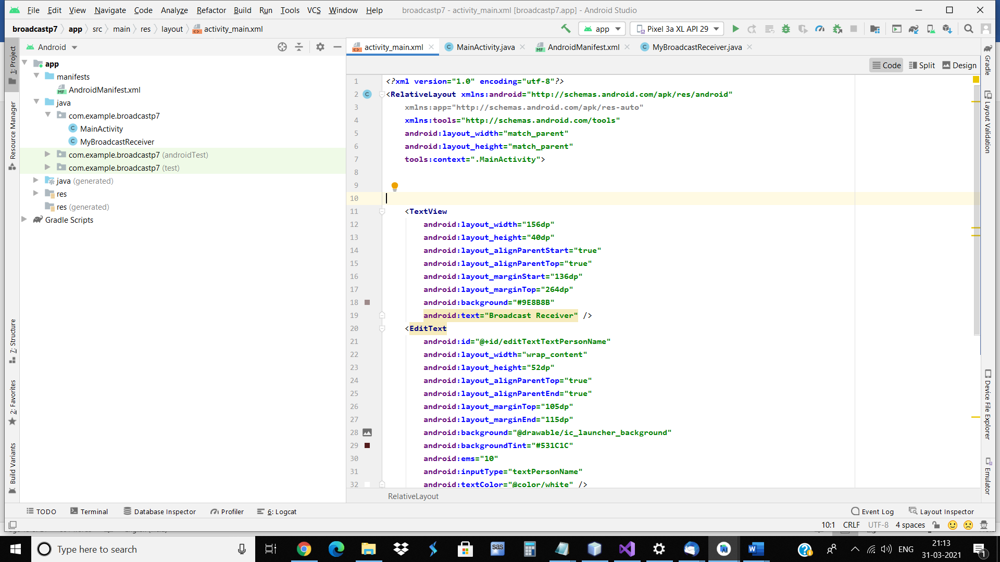 File Edit View Navigate Code Analyze Refactor Build Run Tools VCS Window Help broadcastp7 - activity_main.xml [broadcastp7.app] - Android Studio
broadcastp7 app src main res layout activity_main.xml app Pixel 3a XL API 29
Android activity_main.xml MainActivity.java AndroidManifest.xml MyBroadcastReceiver.java
Code Split Design
1: Project
Resource Manager
7: Structure
2: Favorites
Build Variants
app
manifests
AndroidManifest.xml
java
com.example.broadcastp7
MainActivity
MyBroadcastReceiver
com.example.broadcastp7 (androidTest)
com.example.broadcastp7 (test)
java (generated)
res
res (generated)
Gradle Scripts
1 <?xml version="1.0" encoding="utf-8"?>
2 <RelativeLayout xmlns:android="http://schemas.android.com/apk/res/android"
3 xmlns:app="http://schemas.android.com/apk/res-auto"
4 xmlns:tools="http://schemas.android.com/tools"
5 android:layout_width="match_parent"
6 android:layout_height="match_parent"
7 tools:context=".MainActivity">
8
9
10
11 <TextView
12 android:layout_width="156dp"
13 android:layout_height="40dp"
14 android:layout_alignParentStart="true"
15 android:layout_alignParentTop="true"
16 android:layout_marginStart="136dp"
17 android:layout_marginTop="264dp"
18 android:background="#9E8B8B"
19 android:text="Broadcast Receiver" />
20 <EditText
21 android:id="@+id/editTextTextPersonName"
22 android:layout_width="wrap_content"
23 android:layout_height="52dp"
24 android:layout_alignParentTop="true"
25 android:layout_alignParentEnd="true"
26 android:layout_marginTop="105dp"
27 android:layout_marginEnd="115dp"
28 android:background="@drawable/ic_launcher_background"
29 android:backgroundTint="#531C1C"
30 android:ems="10"
31 android:inputType="textPersonName"
32 android:textColor="@color/white" />
RelativeLayout
Gradle
Layout Validation
Device File Explorer
Emulator
TODO Terminal Database Inspector Profiler 6: Logcat Event Log Layout Inspector
10:1 CRLF UTF-8 4 spaces
Type here to search sas W ENG 21:13
31-03-2021 1